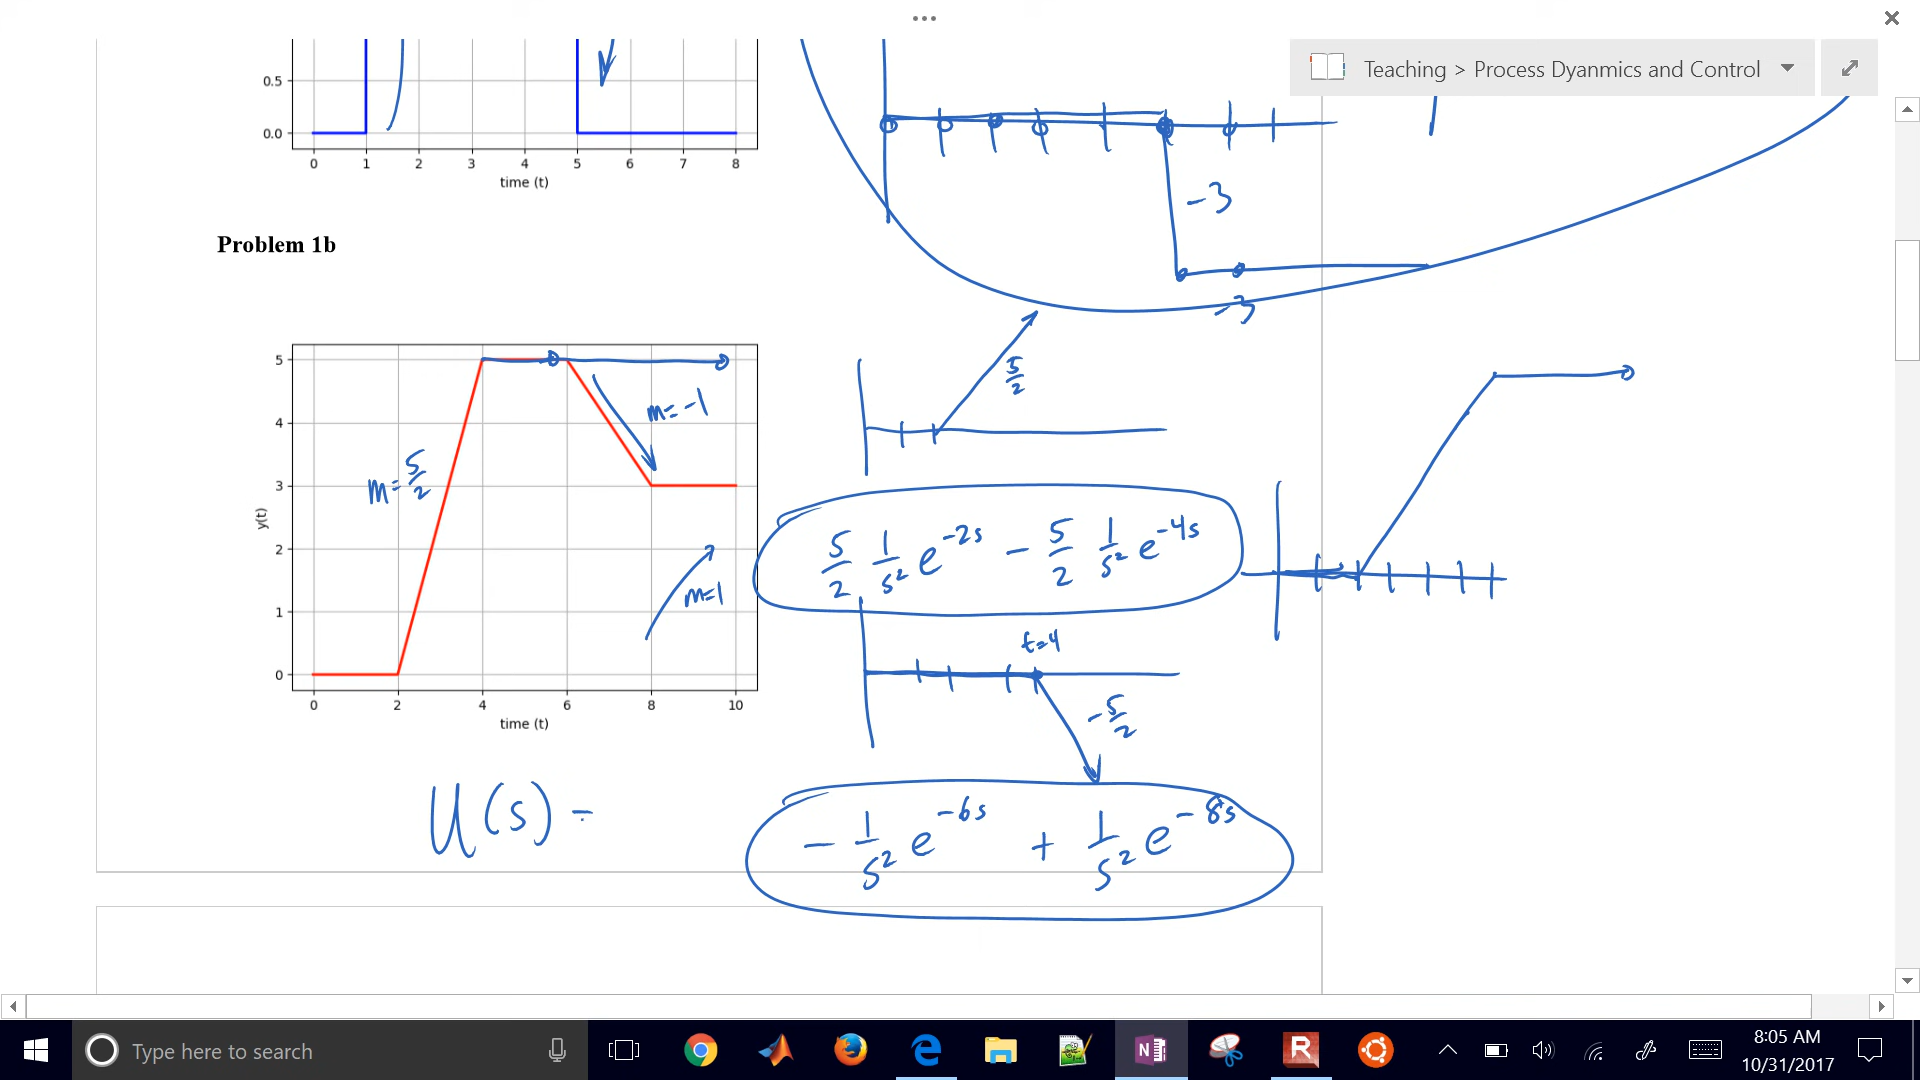 Teaching > Process Dyanmics and Control
0.5
0.0
0 1 2 3 4 5 6 7 8
time (t)
-3
-3
Problem 1b
5
4
3
2
1
0
y(t)
0 2 4 6 8 10
time (t)
m=-1
m=5/2
m=1
5/2
5/2 1/s² e^-2s - 5/2 1/s² e^-4s
t=4
-5/2
U(s) =
- 1/s² e^-6s + 1/s² e^-8s
Type here to search
8:05 AM
10/31/2017